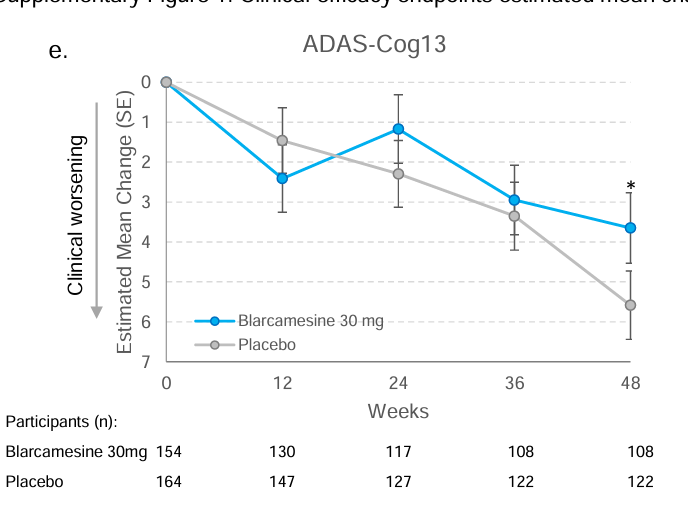 e.
ADAS-Cog13
Clinical worsening
Estimated Mean Change (SE)
0
1
2
3
4
5
6
7
*
Blarcamesine 30 mg
Placebo
0 12 24 36 48
Weeks
Participants (n):
Blarcamesine 30mg 154 130 117 108 108
Placebo 164 147 127 122 122